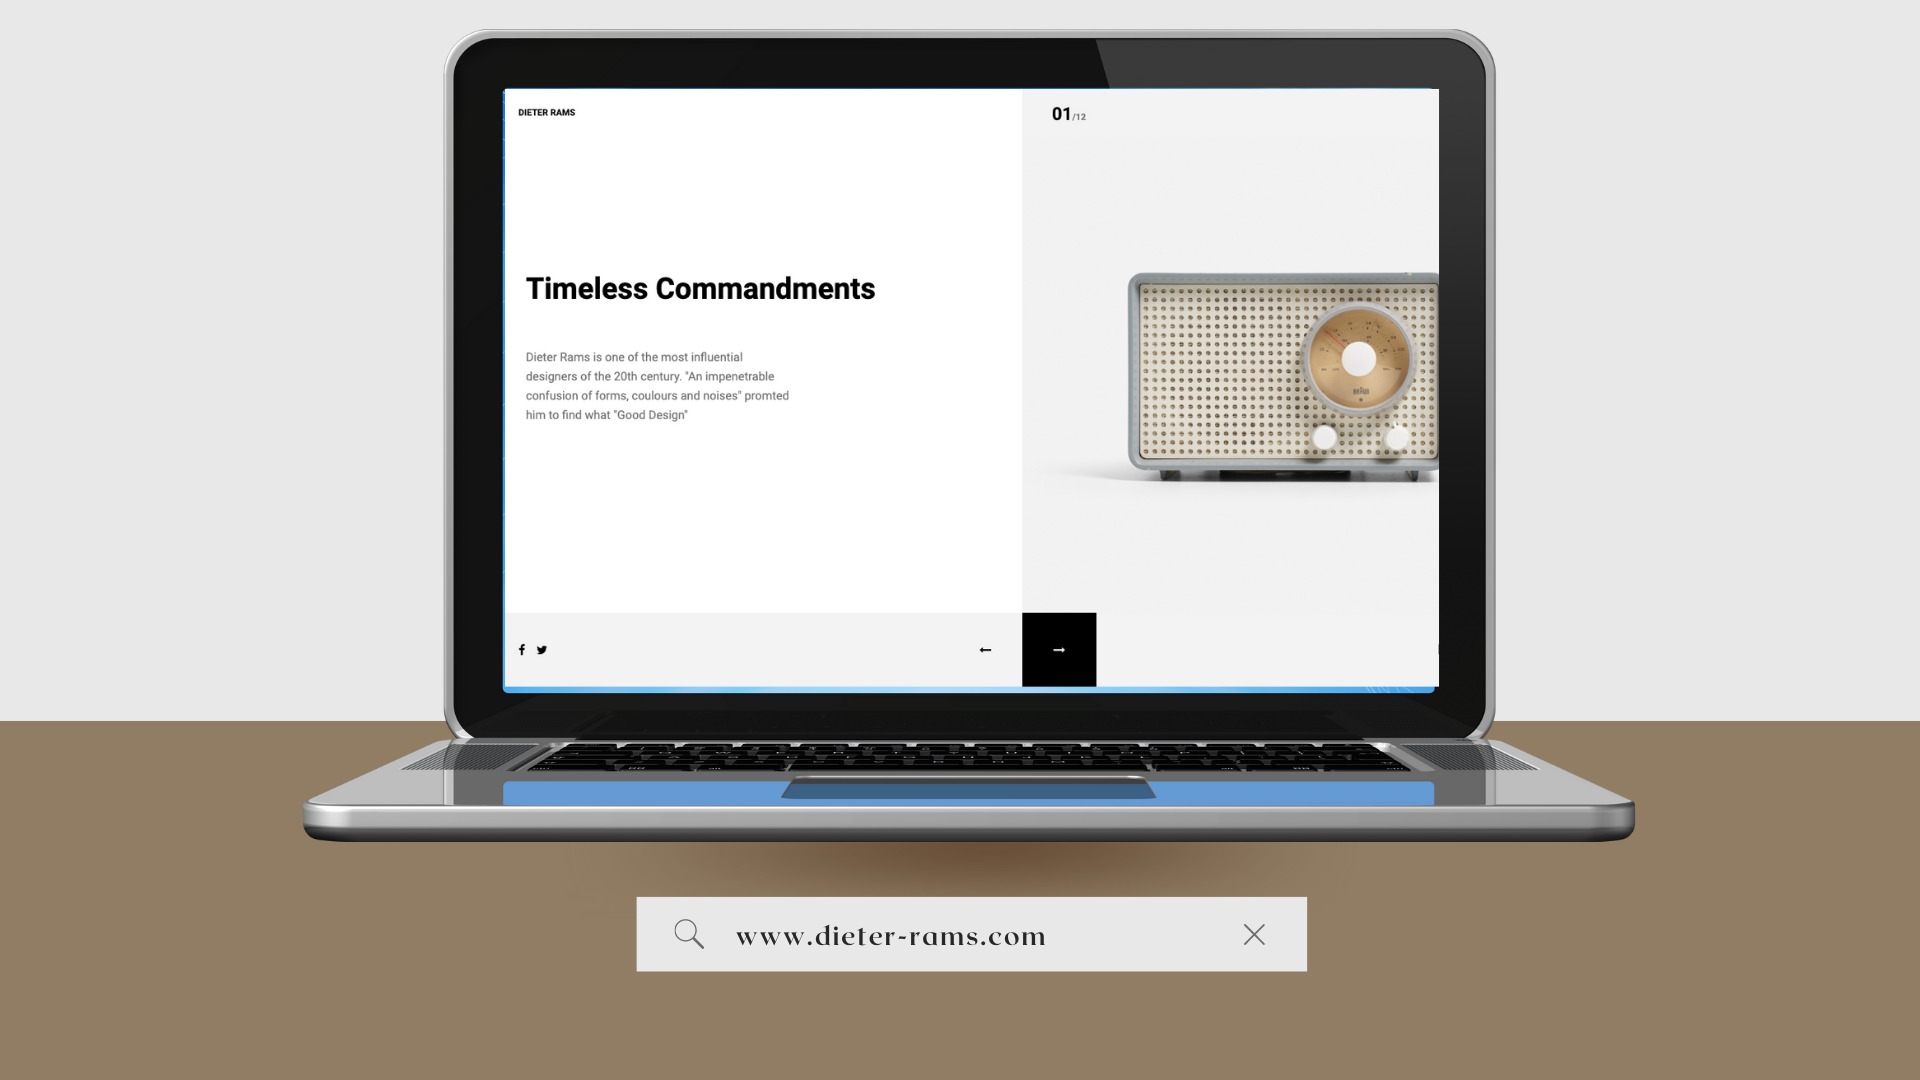 DIETER RAMS
01/12
Timeless Commandments
Dieter Rams is one of the most influential
designers of the 20th century. "An impenetrable
confusion of forms, coulours and noises" promted
him to find what "Good Design"
BRAUN
www.dieter-rams.com